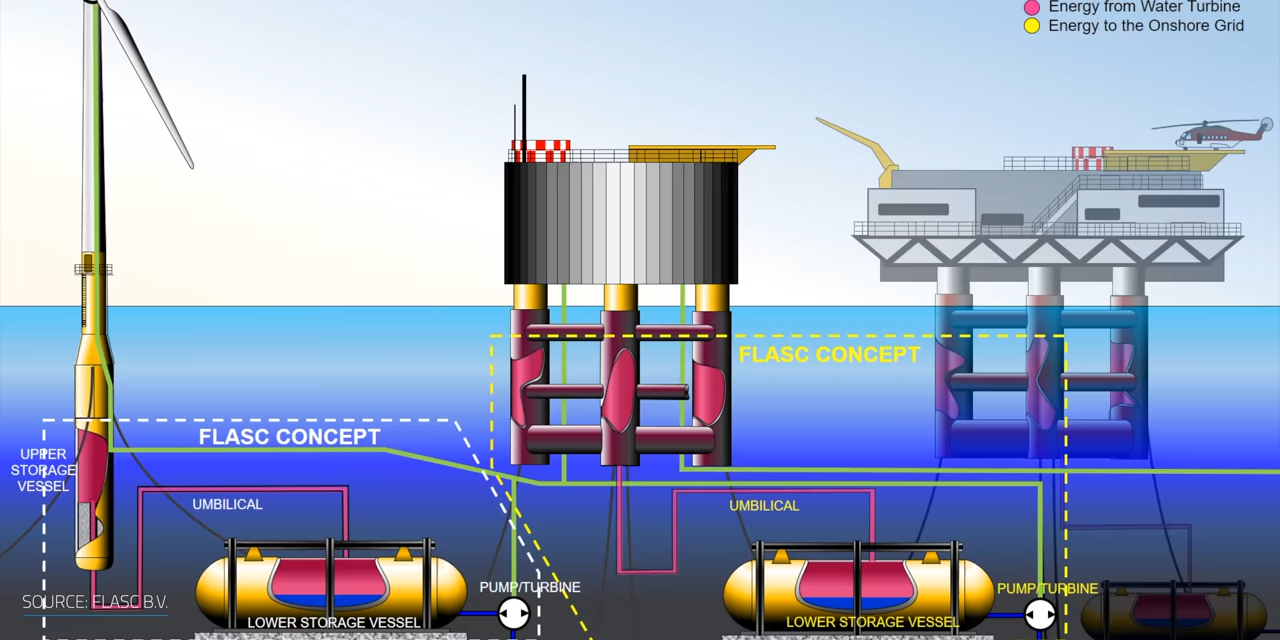 Energy from Water Turbine
Energy to the Onshore Grid
FLASC CONCEPT
FLASC CONCEPT
UPPER
STORAGE
VESSEL
UMBILICAL
UMBILICAL
PUMP/TURBINE
PUMP/TURBINE
SOURCE: FLASC B.V.
LOWER STORAGE VESSEL
LOWER STORAGE VESSEL